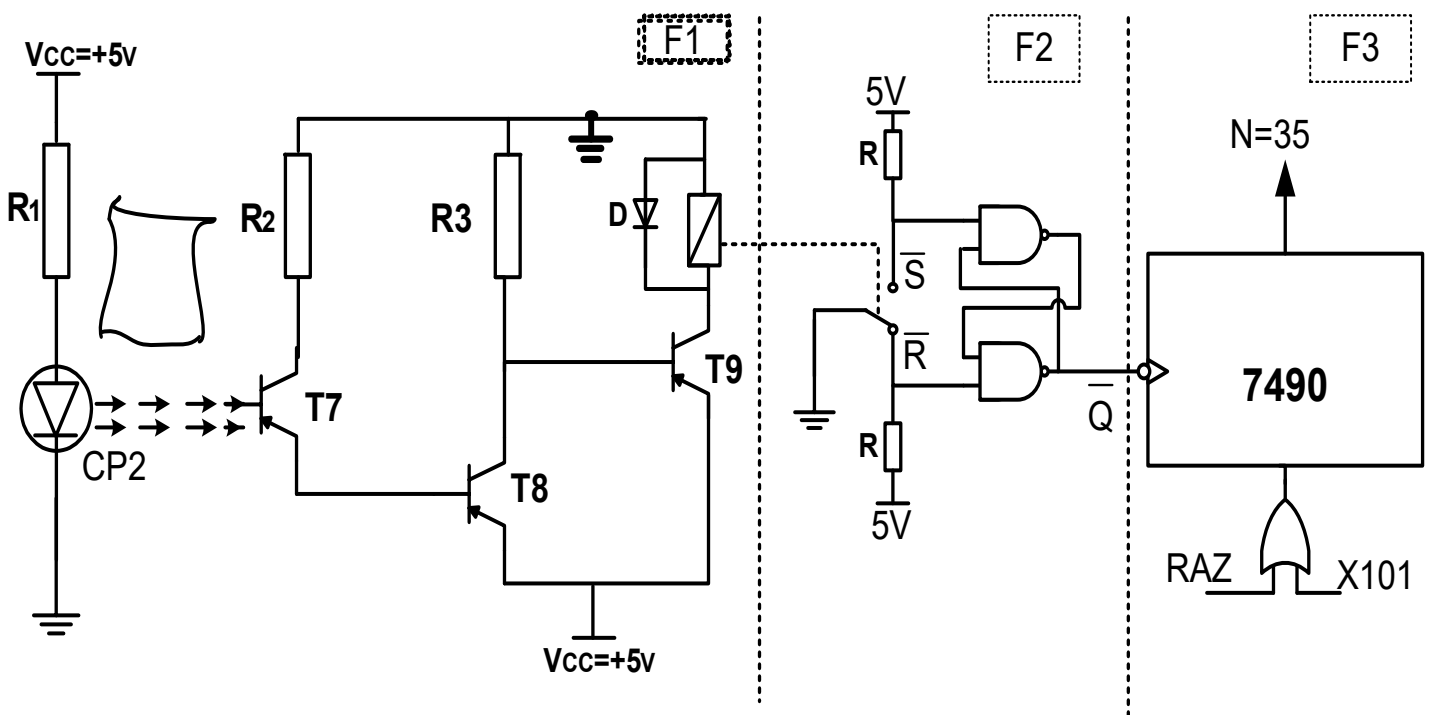 F1
F2
F3
Vcc=+5v
5V
N=35
R
R1
R2
R3
D
S̅
R̅
T9
7490
T7
Q̅
CP2
R
T8
5V
RAZ
X101
Vcc=+5v